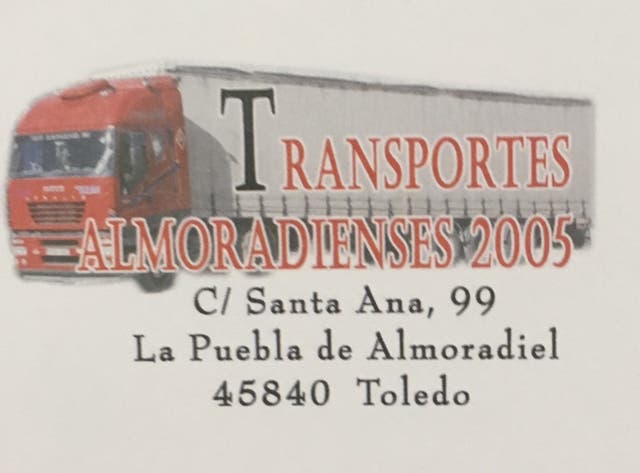 TRANSPORTES
ALMORADIENSES 2005
C/ Santa Ana, 99
La Puebla de Almoradiel
45840 Toledo